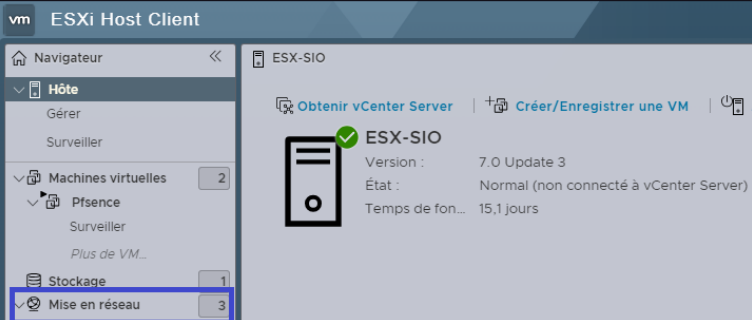 vm ESXi Host Client
Navigateur
ESX-SIO
Hôte
Gérer
Surveiller
Obtenir vCenter Server
Créer/Enregistrer une VM
ESX-SIO
Version : 7.0 Update 3
État : Normal (non connecté à vCenter Server)
Temps de fon... 15,1 jours
Machines virtuelles 2
Pfsence
Surveiller
Plus de VM...
Stockage 1
Mise en réseau 3